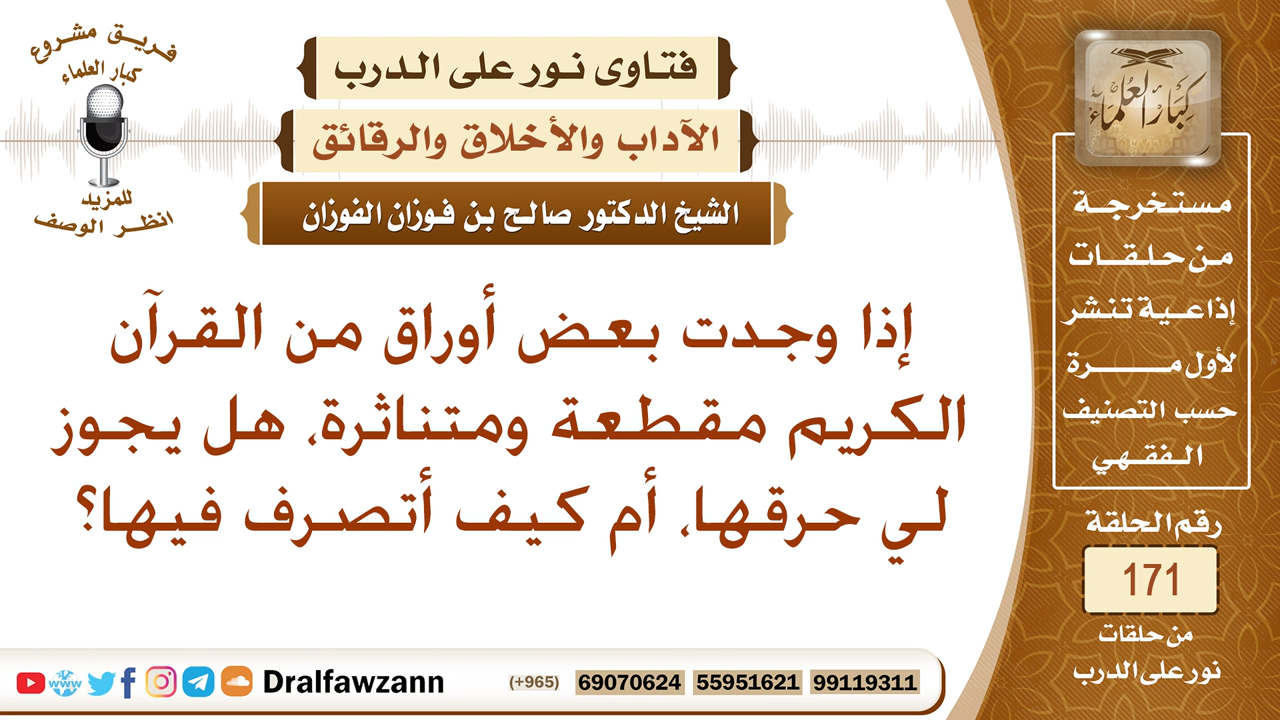 فريق مشروع
كبار العلماء
للمزيد
انظر الوصف
فتاوى نور على الدرب
الآداب والأخلاق والرقائق
الشيخ الدكتور صالح بن فوزان الفوزان
إذا وجدت بعض أوراق من القرآن
الكريم مقطعة ومتناثرة، هل يجوز
لي حرقها، أم كيف أتصرف فيها؟
كبار العلماء
مستخرجة
من حلقات
إذاعية تنشر
لأول مرة
حسب التصنيف
الفقهي
رقم الحلقة
171
من حلقات
نور على الدرب
www
Dralfawzann (+965) 69070624 55951621 99119311